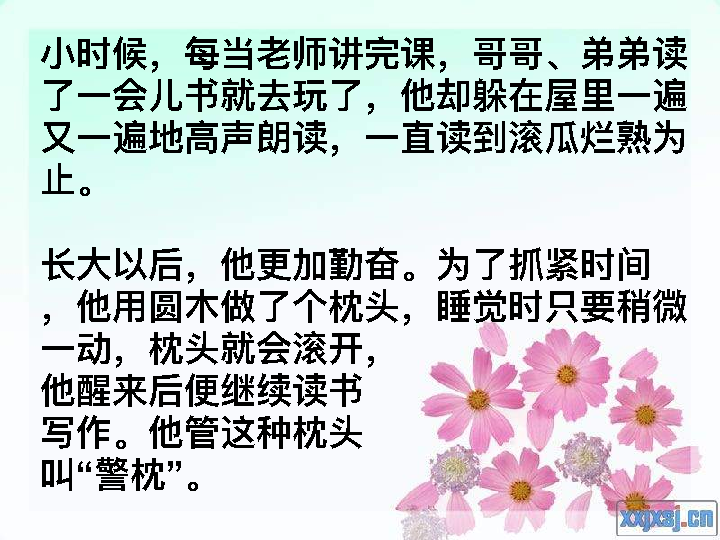 小时候，每当老师讲完课，哥哥、弟弟读
了一会儿书就去玩了，他却躲在屋里一遍
又一遍地高声朗读，一直读到滚瓜烂熟为
止。
长大以后，他更加勤奋。为了抓紧时间
，他用圆木做了个枕头，睡觉时只要稍微
一动，枕头就会滚开，
他醒来后便继续读书
写作。他管这种枕头
叫“警枕”。
xxjxsj.cn